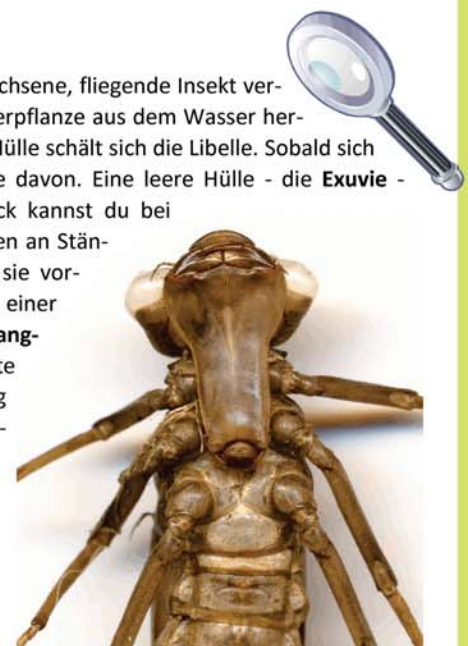 chsene, fliegende Insekt ver-
erpflanze aus dem Wasser her-
Hülle schält sich die Libelle. Sobald sich
e davon. Eine leere Hülle - die Exuvie -
ck kannst du bei
en an Stän-
sie vor-
einer
ang-
te
g
-